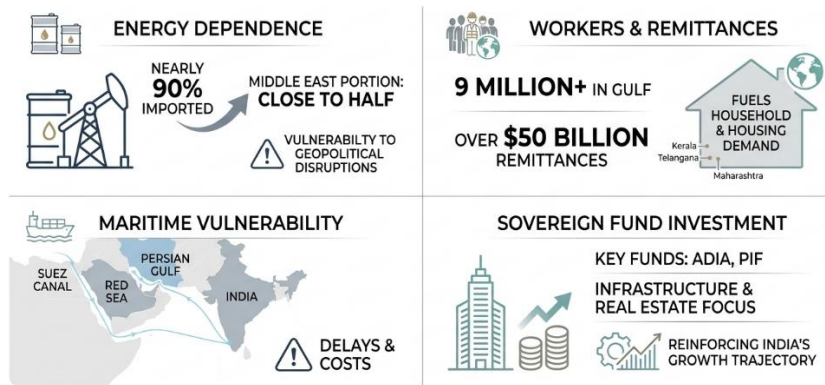 ENERGY DEPENDENCE
NEARLY
90%
IMPORTED
MIDDLE EAST PORTION:
CLOSE TO HALF
VULNERABILTY TO
GEOPOLITICAL
DISRUPTIONS
WORKERS & REMITTANCES
9 MILLION+ IN GULF
OVER $50 BILLION
REMITTANCES
FUELS
HOUSEHOLD
& HOUSING
DEMAND
Kerala
Telangana
Maharashtra
MARITIME VULNERABILITY
SUEZ
CANAL
RED
SEA
PERSIAN
GULF
INDIA
DELAYS &
COSTS
SOVEREIGN FUND INVESTMENT
KEY FUNDS: ADIA, PIF
INFRASTRUCTURE &
REAL ESTATE FOCUS
REINFORCING INDIA'S
GROWTH TRAJECTORY